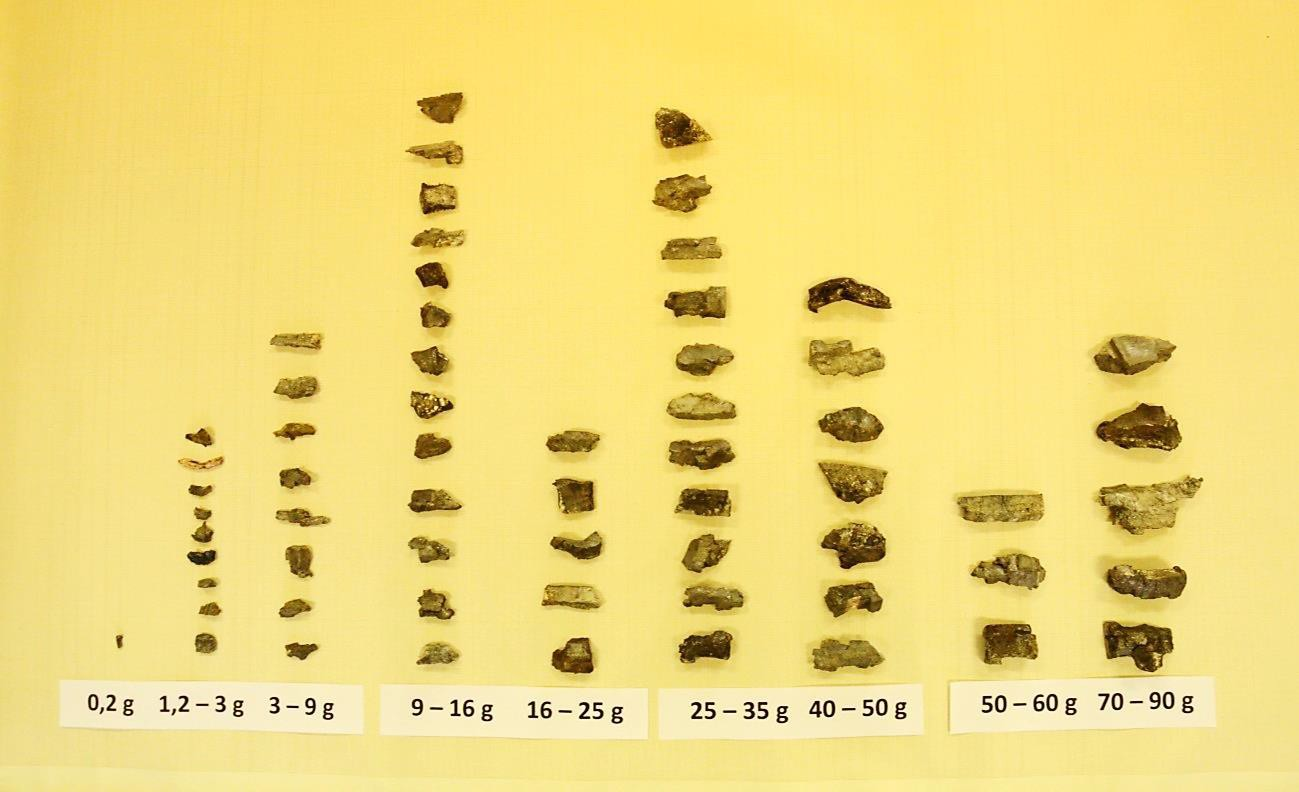 0,2 g 1,2 – 3 g 3 – 9 g
9 – 16 g 16 – 25 g
25 – 35 g 40 – 50 g
50 – 60 g 70 – 90 g